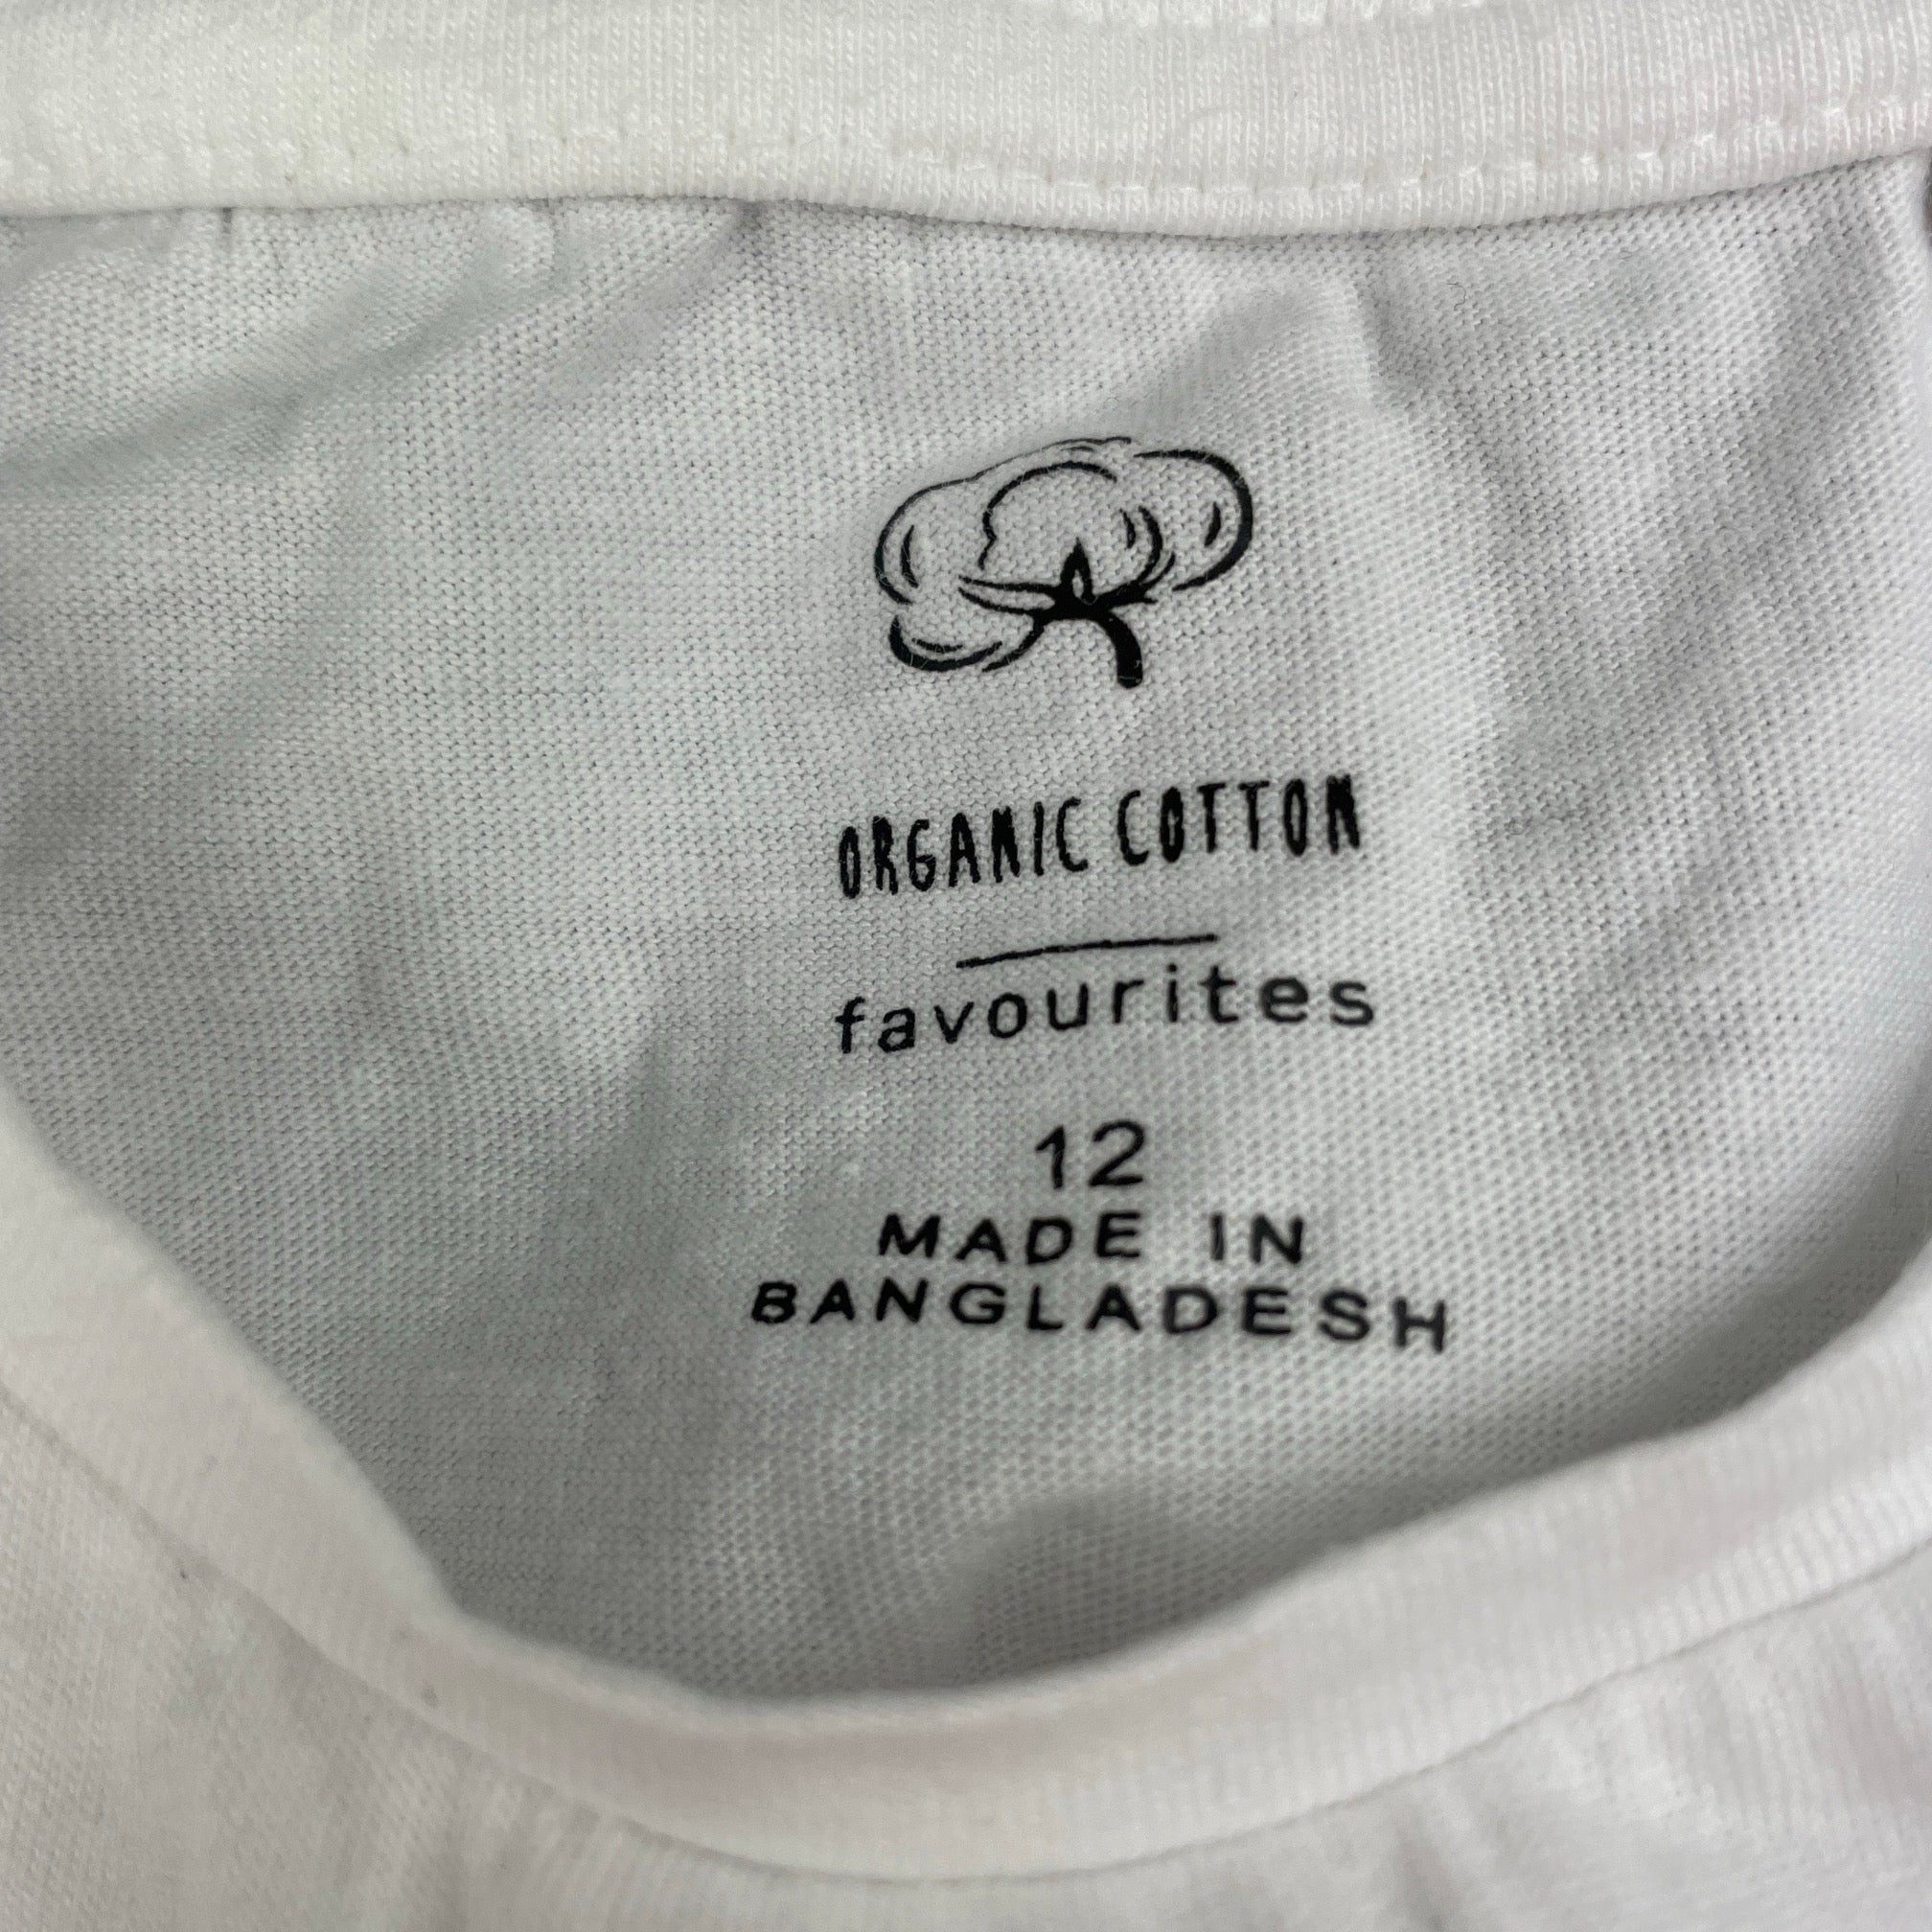 ORGANIC COTTON
favourites
12
MADE IN
BANGLADESH